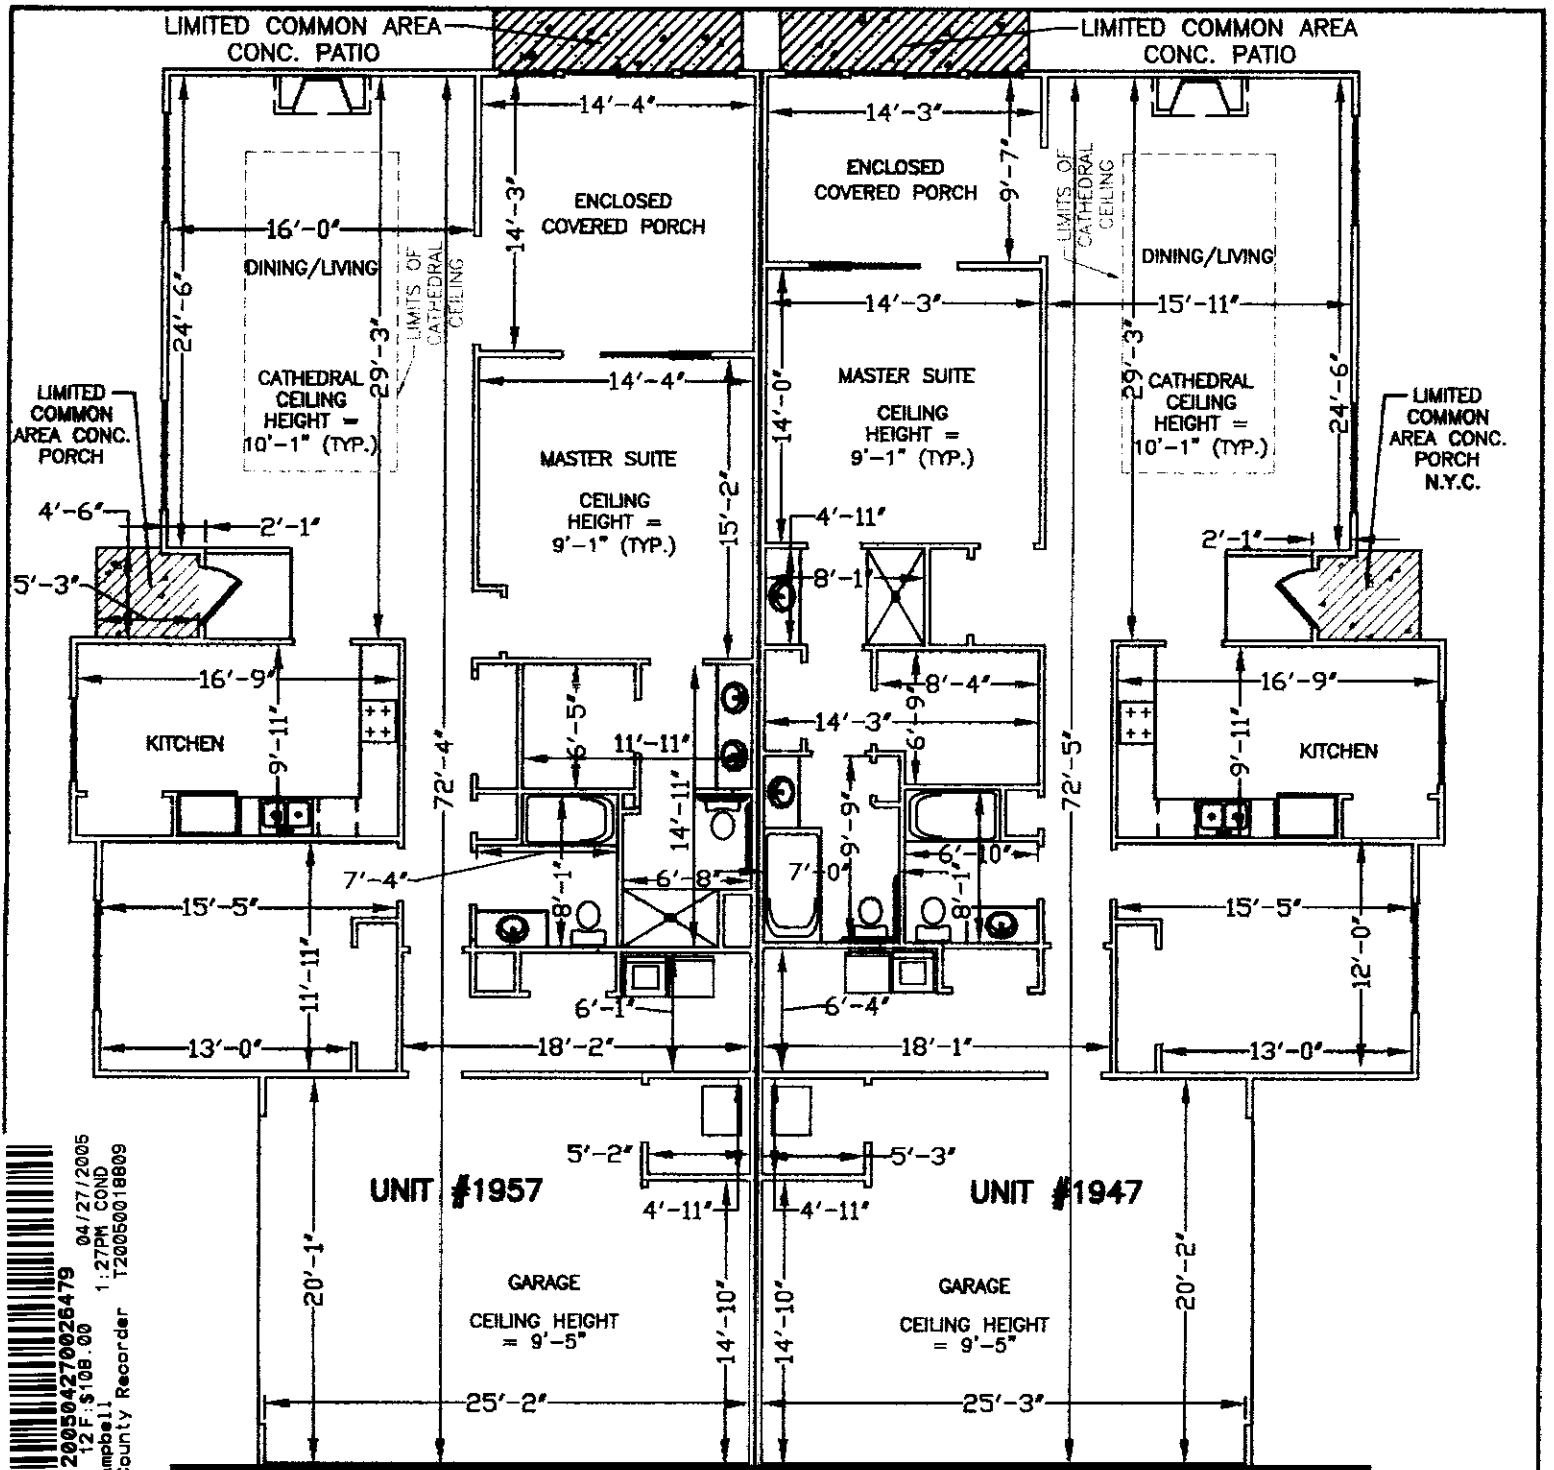 LIMITED COMMON AREA
CONC. PATIO
LIMITED COMMON AREA
CONC. PATIO
14'-4"
14'-3"
ENCLOSED
COVERED PORCH
14'-3"
ENCLOSED
COVERED PORCH
9'-7"
LIMITS OF
CATHEDRAL
CEILING
16'-0"
DINING/LIVING
LIMITS OF
CATHEDRAL
CEILING
24'-6"
29'-3"
DINING/LIVING
14'-3"
15'-11"
29'-3"
24'-6"
CATHEDRAL
CEILING
HEIGHT =
10'-1" (TYP.)
14'-4"
14'-0"
MASTER SUITE
CEILING
HEIGHT =
9'-1" (TYP.)
CATHEDRAL
CEILING
HEIGHT =
10'-1" (TYP.)
LIMITED
COMMON
AREA CONC.
PORCH
LIMITED
COMMON
AREA CONC.
PORCH
N.Y.C.
MASTER SUITE
CEILING
HEIGHT =
9'-1" (TYP.)
15'-2"
4'-6"
2'-1"
4'-11"
2'-1"
5'-3"
8'-1"
16'-9"
KITCHEN
9'-11"
72'-4"
6'-5"
11'-11"
14'-11"
8'-4"
14'-3"
6'-9"
72'-5"
16'-9"
9'-11"
KITCHEN
7'-4"
8'-1"
6'-8"
7'-0"
9'-9"
6'-10"
8'-1"
15'-5"
11'-11"
15'-5"
12'-0"
6'-1"
6'-4"
13'-0"
18'-2"
18'-1"
13'-0"
5'-2"
5'-3"
UNIT #1957
UNIT #1947
4'-11"
4'-11"
20'-1"
GARAGE
CEILING HEIGHT
= 9'-5"
14'-10"
14'-10"
GARAGE
CEILING HEIGHT
= 9'-5"
20'-2"
25'-2"
25'-3"
200504270026479
12 F:$108.00 04/27/2005
1:27PM COND
mpbell
County Recorder T20050018809